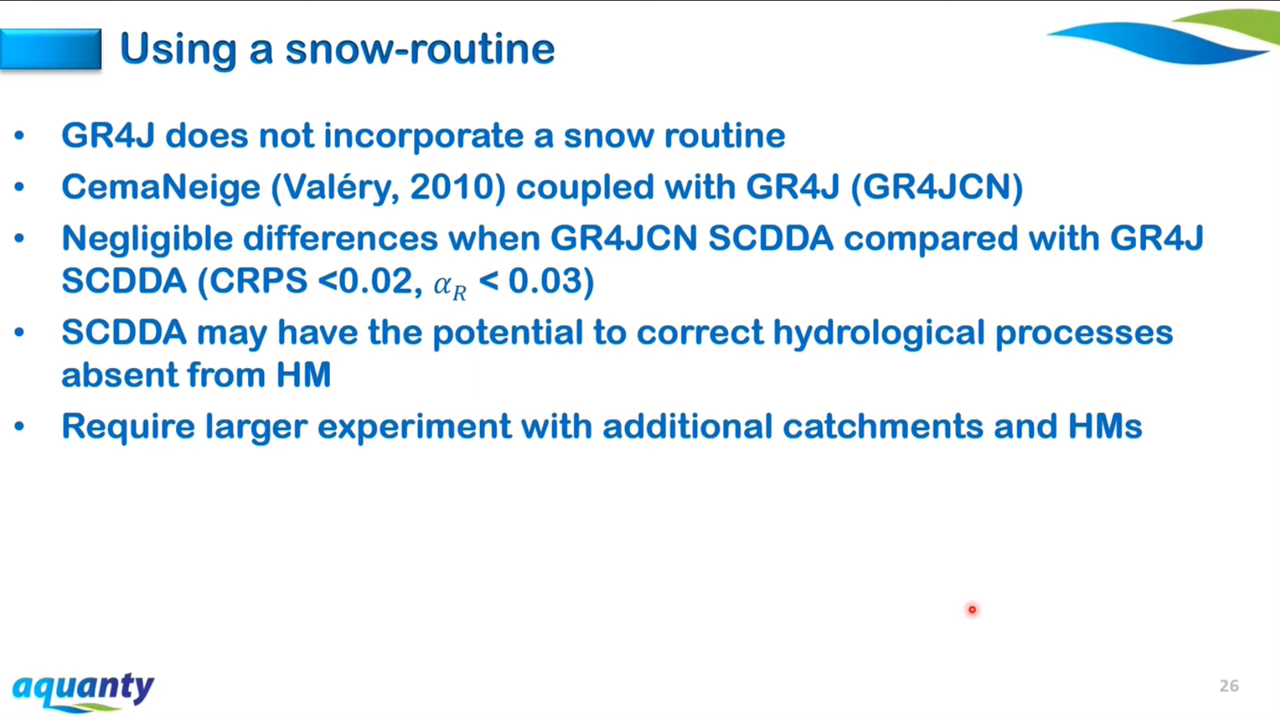 Using a snow-routine
• GR4J does not incorporate a snow routine
• CemaNeige (Valéry, 2010) coupled with GR4J (GR4JCN)
• Negligible differences when GR4JCN SCDDA compared with GR4J
SCDDA (CRPS <0.02, α_R < 0.03)
• SCDDA may have the potential to correct hydrological processes
absent from HM
• Require larger experiment with additional catchments and HMs
aquanty
26